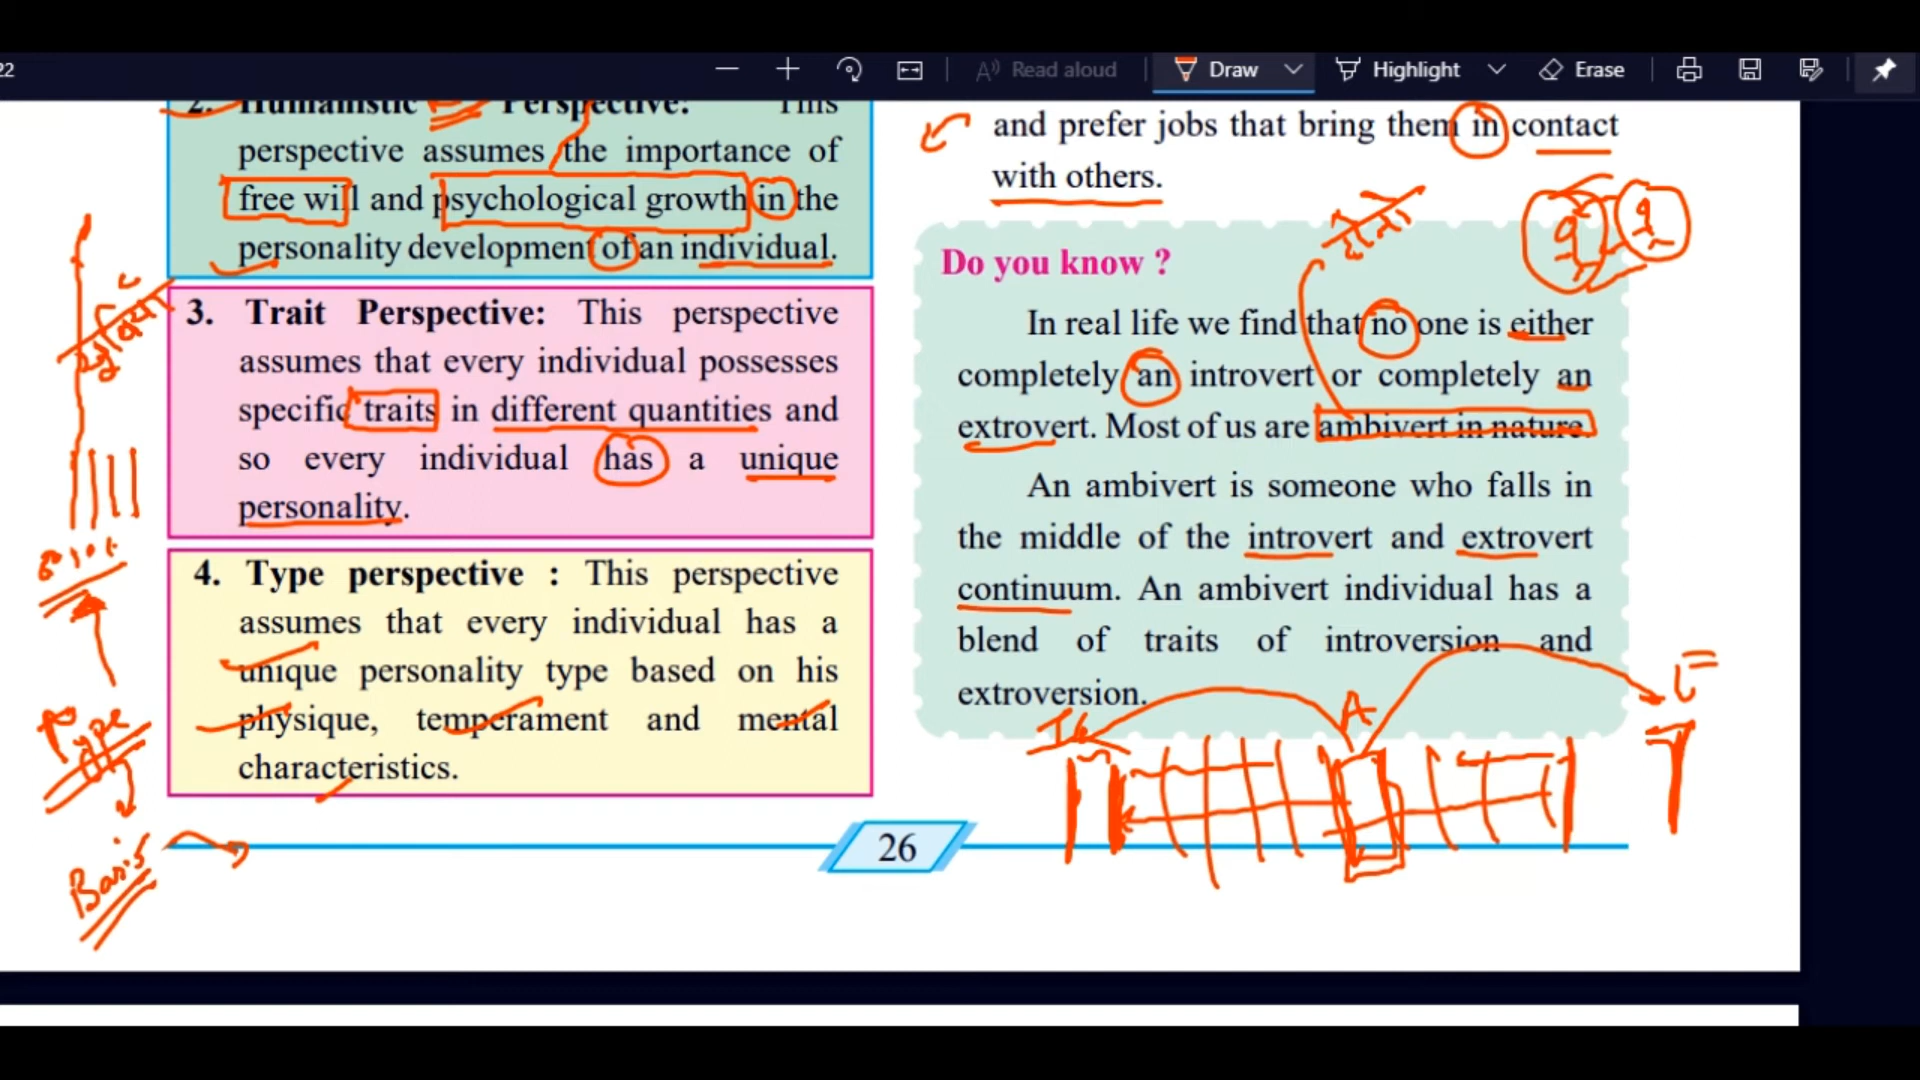 22
Read aloud
Draw
Highlight
Erase
2. Humanistic Perspective: This
perspective assumes the importance of
free will and psychological growth in the
personality development of an individual.
3. Trait Perspective: This perspective
assumes that every individual possesses
specific traits in different quantities and
so every individual has a unique
personality.
4. Type perspective : This perspective
assumes that every individual has a
unique personality type based on his
physique, temperament and mental
characteristics.
Type
Basis
and prefer jobs that bring them in contact
with others.
Do you know ?
In real life we find that no one is either
completely an introvert or completely an
extrovert. Most of us are ambivert in nature.
An ambivert is someone who falls in
the middle of the introvert and extrovert
continuum. An ambivert individual has a
blend of traits of introversion and
extroversion.
A
26